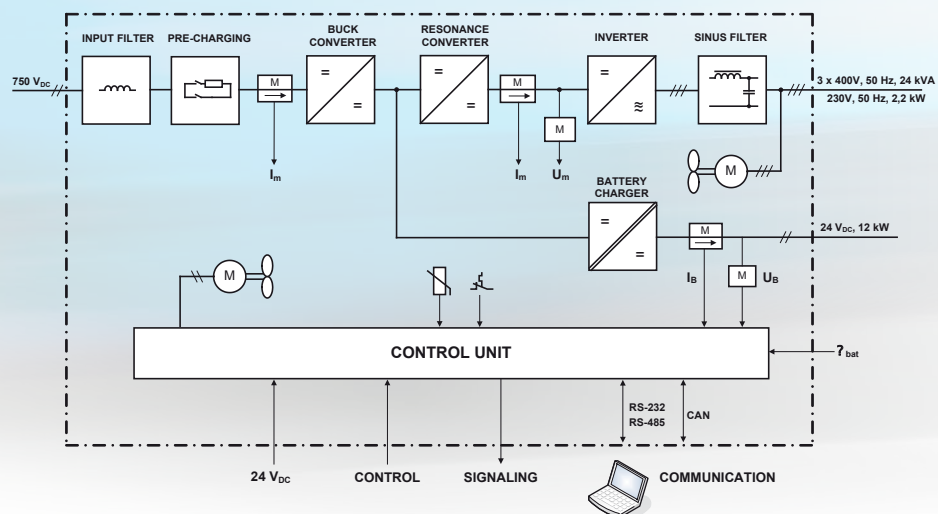 INPUT FILTER
PRE-CHARGING
BUCK
CONVERTER
RESONANCE
CONVERTER
INVERTER
SINUS FILTER
750 VDC
M
=
=
=
=
M
M
=
≈
3 x 400V, 50 Hz, 24 kVA
230V, 50 Hz, 2,2 kW
Im
Im
Um
M
BATTERY
CHARGER
=
=
M
24 VDC, 12 kW
M
IB
M
UB
CONTROL UNIT
?bat
RS-232
RS-485
CAN
24 VDC
CONTROL
SIGNALING
COMMUNICATION